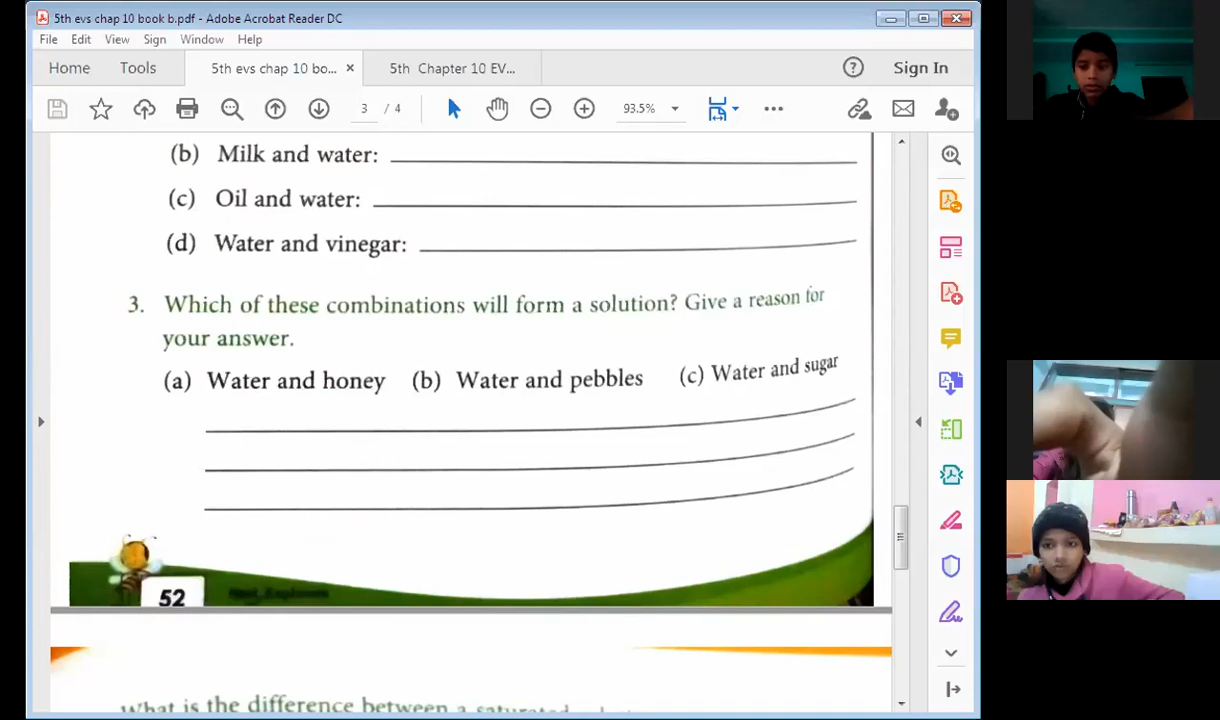 5th evs chap 10 book b.pdf - Adobe Acrobat Reader DC
File Edit View Sign Window Help
Home Tools 5th evs chap 10 bo... × 5th Chapter 10 EV... Sign In
3 / 4 93.5%
(b) Milk and water:
(c) Oil and water:
(d) Water and vinegar:
3. Which of these combinations will form a solution? Give a reason for
your answer.
(a) Water and honey (b) Water and pebbles (c) Water and sugar
52
What is the difference between a saturated